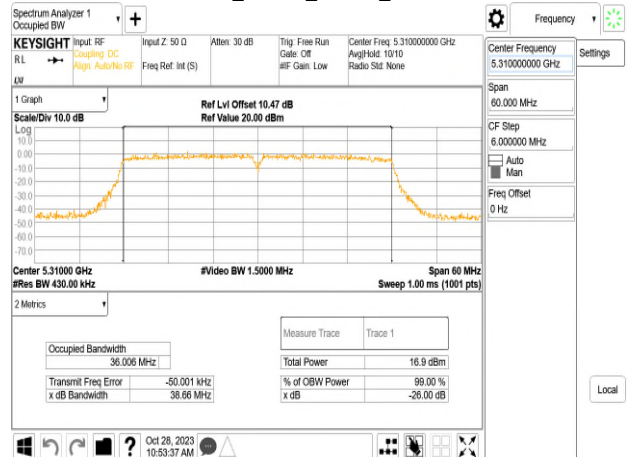 Spectrum Analyzer 1
Occupied BW
Frequency
KEYSIGHT
Input: RF
Input Z: 50 Ω
Atten: 30 dB
Trig: Free Run
Center Freq: 5.310000000 GHz
RL
Coupling: DC
Gate: Off
Avg|Hold: 10/10
Align: Auto/No RF
Freq Ref: Int (S)
#IF Gain: Low
Radio Std: None
LXI
Center Frequency
5.310000000 GHz
Settings
Span
60.000 MHz
CF Step
6.000000 MHz
Auto
Man
Freq Offset
0 Hz
Local
1 Graph
Ref Lvl Offset 10.47 dB
Scale/Div 10.0 dB
Ref Value 20.00 dBm
Log
10.0
0.00
-10.0
-20.0
-30.0
-40.0
-50.0
-60.0
-70.0
Center 5.31000 GHz
#Video BW 1.5000 MHz
Span 60 MHz
#Res BW 430.00 kHz
Sweep 1.00 ms (1001 pts)
2 Metrics
Measure Trace
Trace 1
Occupied Bandwidth
36.006 MHz
Total Power
16.9 dBm
Transmit Freq Error
-50.001 kHz
% of OBW Power
99.00 %
x dB Bandwidth
38.66 MHz
x dB
-26.00 dB
?
Oct 28, 2023
10:53:37 AM